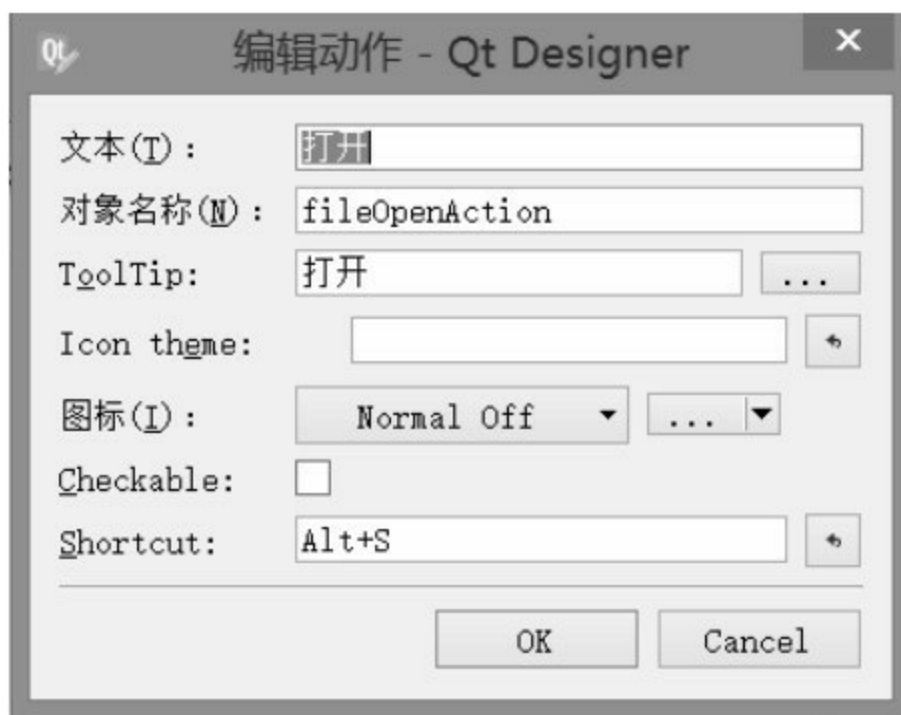 Qt 编辑动作 - Qt Designer ×
文本(T)： 打开
对象名称(N)： fileOpenAction
ToolTip: 打开 ...
Icon theme:
图标(I)： Normal Off ...
Checkable:
Shortcut: Alt+S
OK Cancel